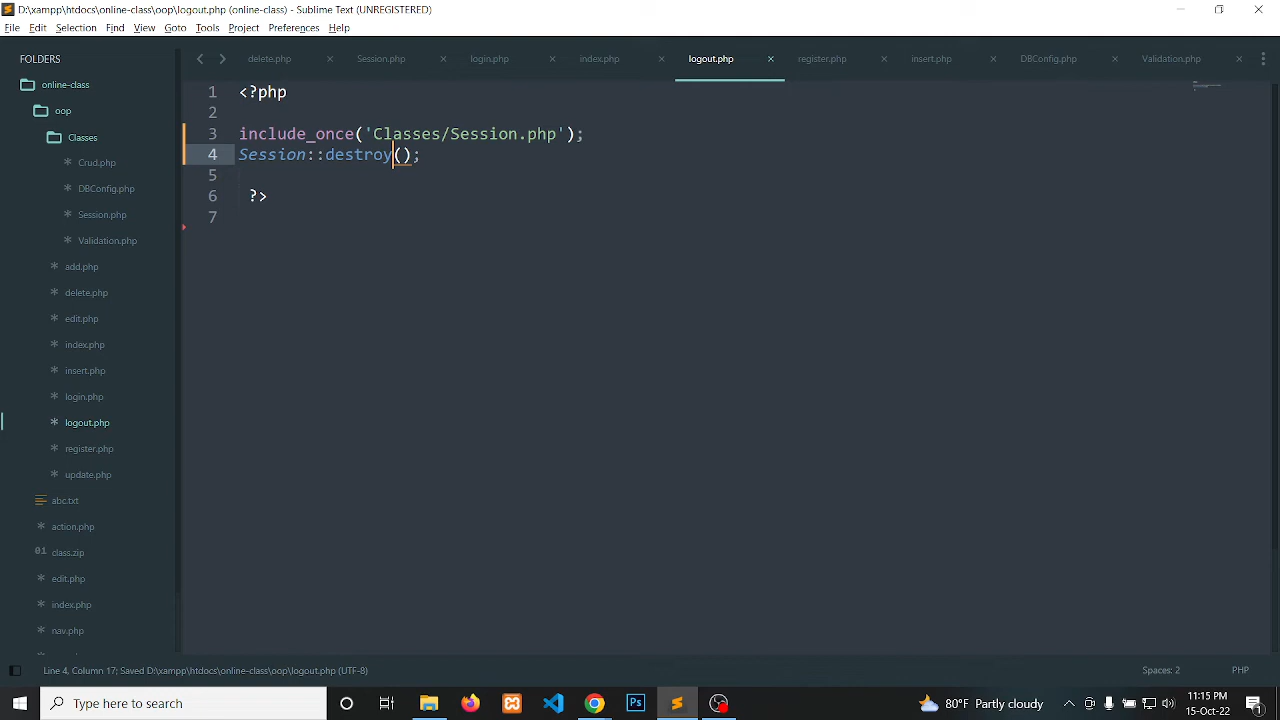 D:\xampp\htdocs\online-class\oop\logout.php (online-class) - Sublime Text (UNREGISTERED)
File Edit Selection Find View Goto Tools Project Preferences Help
FOLDERS
online-class
oop
Classes
Crud.php
DBConfig.php
Session.php
Validation.php
add.php
delete.php
edit.php
index.php
insert.php
login.php
logout.php
register.php
update.php
abc.txt
action.php
class.zip
edit.php
index.php
nav.php
delete.php Session.php login.php index.php logout.php register.php insert.php DBConfig.php Validation.php
1 <?php
2
3 include_once('Classes/Session.php');
4 Session::destroy();
5
6 ?>
7
Line 4, Column 17; Saved D:\xampp\htdocs\online-class\oop\logout.php (UTF-8) Spaces: 2 PHP
Type here to search
Ps
80°F Partly cloudy
11:15 PM
15-Oct-22